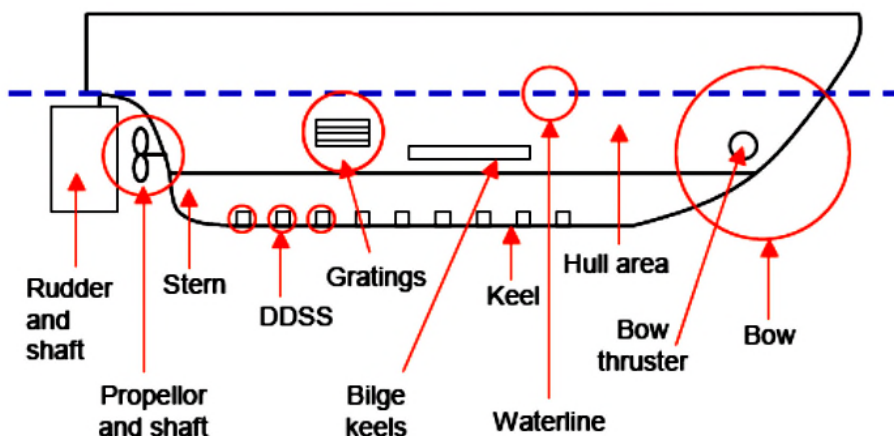 Rudder
and
shaft
Stern
DDSS
Gratings
Keel
Hull area
Bow
thruster
Bow
Propellor
and shaft
Bilge
keels
Waterline